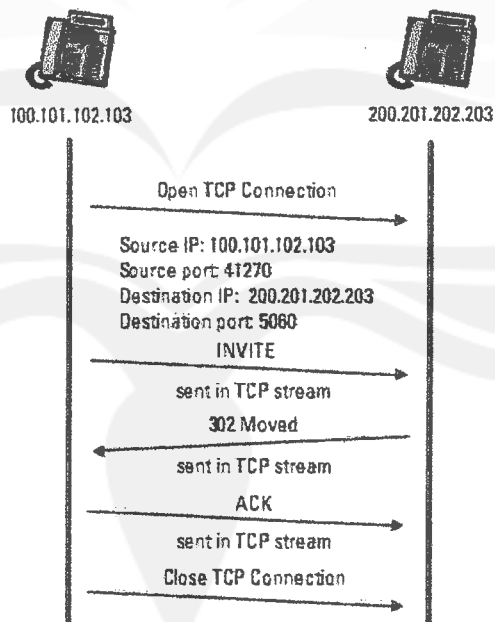 100.101.102.103
200.201.202.203
Open TCP Connection
Source IP: 100.101.102.103
Source port: 41270
Destination IP: 200.201.202.203
Destination port: 5060
INVITE
sent in TCP stream
302 Moved
sent in TCP stream
ACK
sent in TCP stream
Close TCP Connection